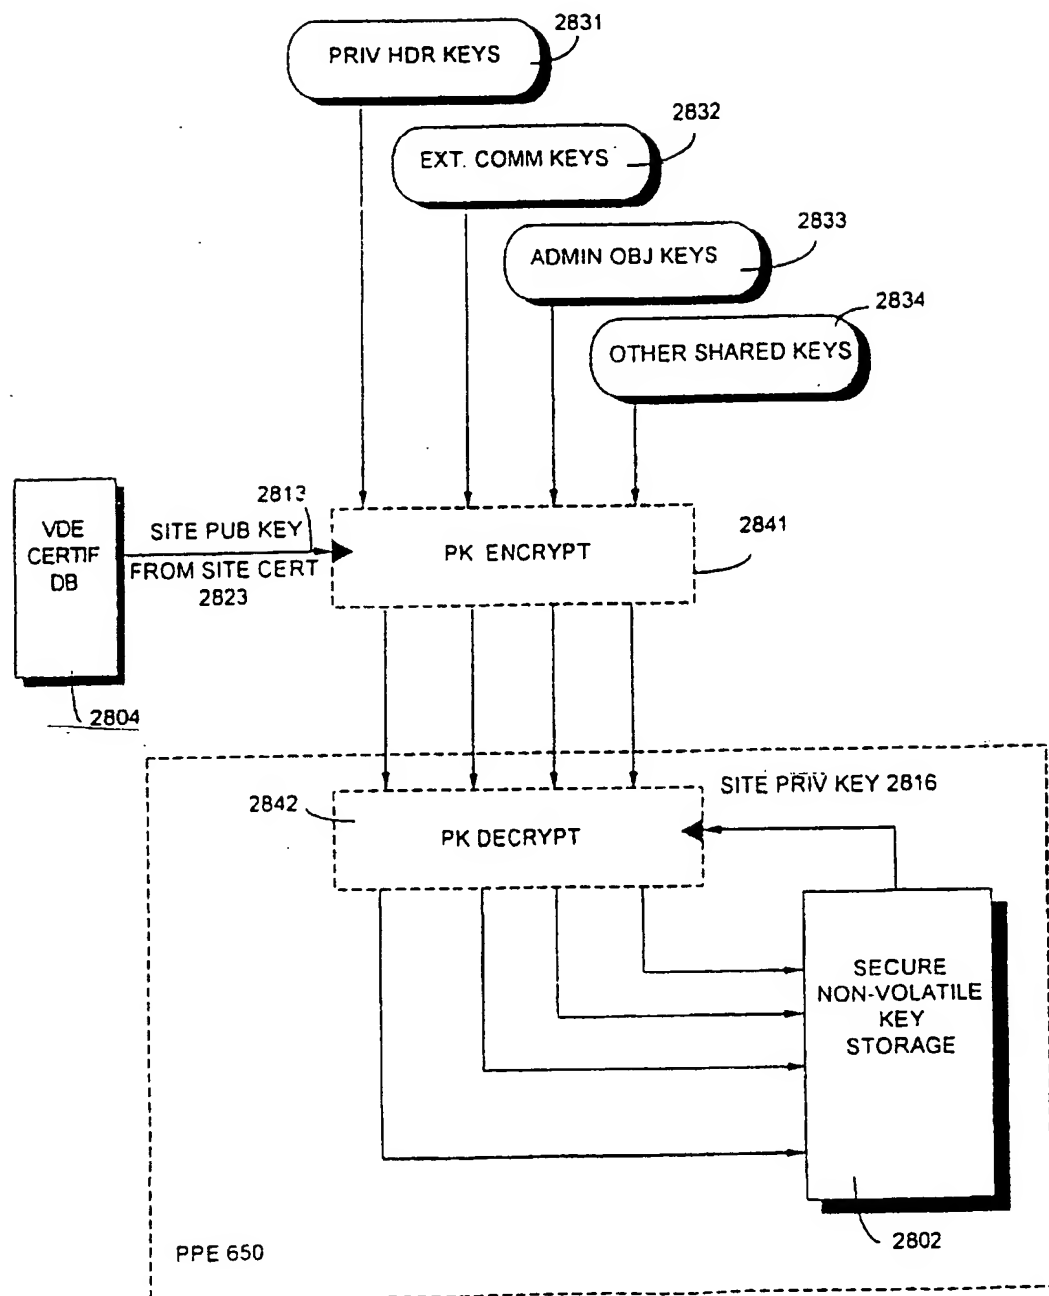 2831
PRIV HDR KEYS
2832
EXT. COMM KEYS
2833
ADMIN OBJ KEYS
2834
OTHER SHARED KEYS
2813
VDE
CERTIF
DB
SITE PUB KEY
FROM SITE CERT
2823
2841
PK ENCRYPT
2804
SITE PRIV KEY 2816
2842
PK DECRYPT
SECURE
NON-VOLATILE
KEY
STORAGE
2802
PPE 650